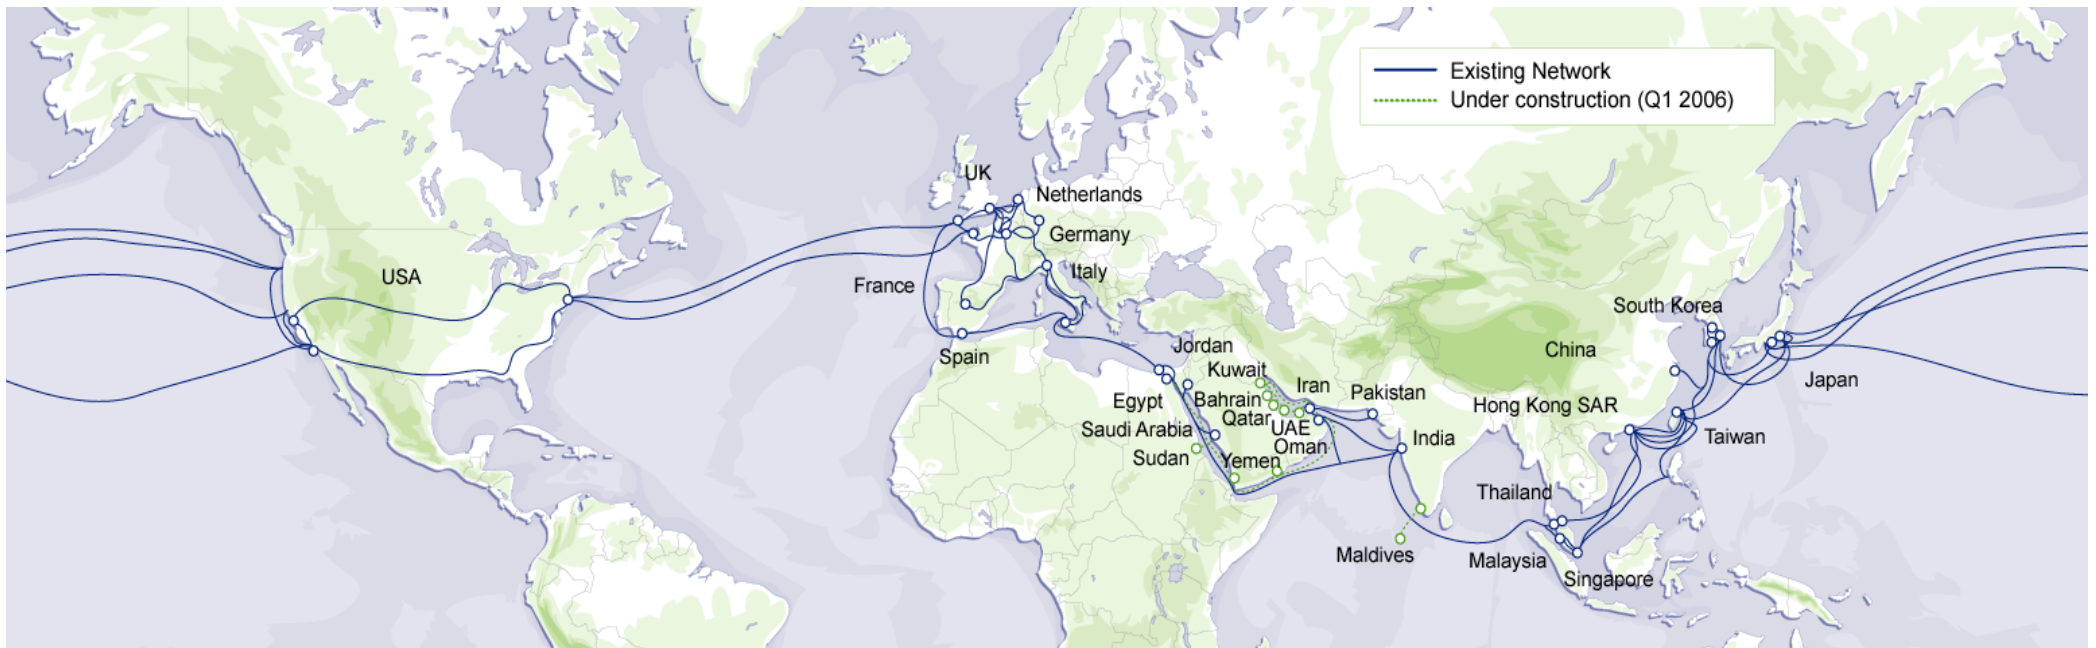 Existing Network
Under construction (Q1 2006)
UK
Netherlands
Germany
USA
France
Italy
Spain
South Korea
China
Japan
Jordan
Kuwait
Iran
Pakistan
Bahrain
Egypt
Qatar
Hong Kong SAR
Saudi Arabia
UAE
India
Taiwan
Oman
Sudan
Yemen
Thailand
Maldives
Malaysia
Singapore